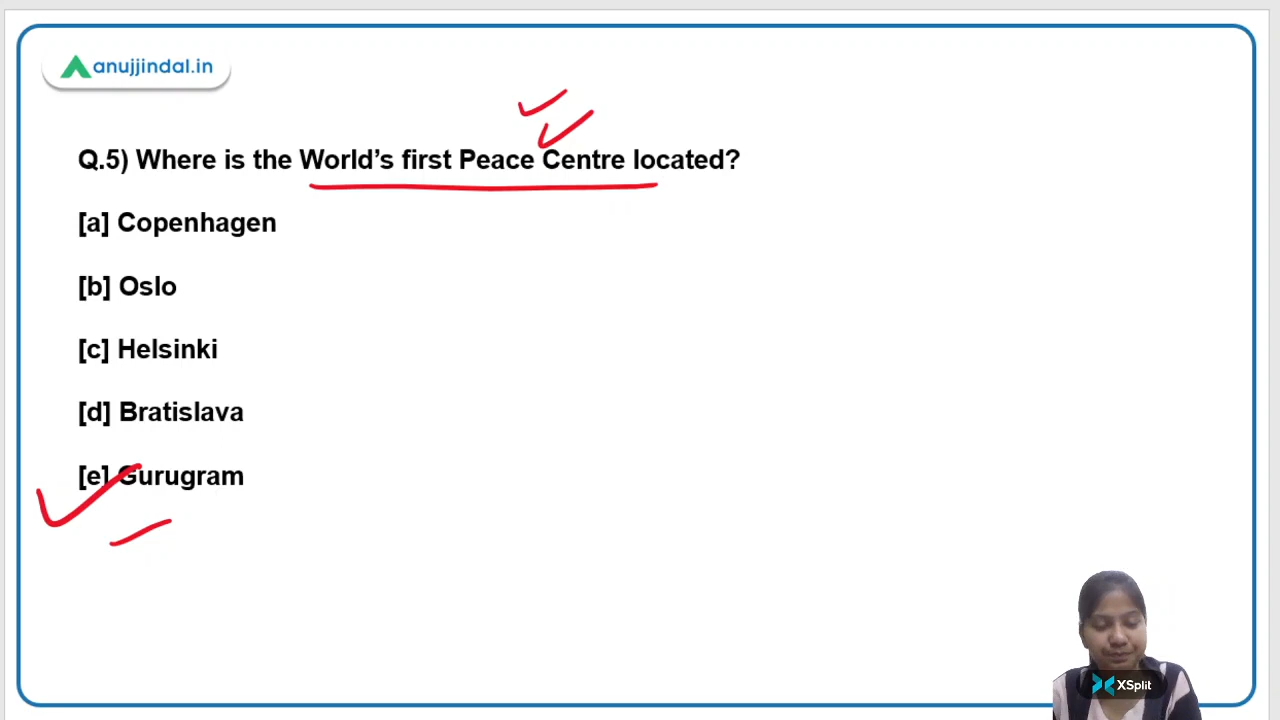 anujjindal.in
Q.5) Where is the World’s first Peace Centre located?
[a] Copenhagen
[b] Oslo
[c] Helsinki
[d] Bratislava
[e] Gurugram
XSplit